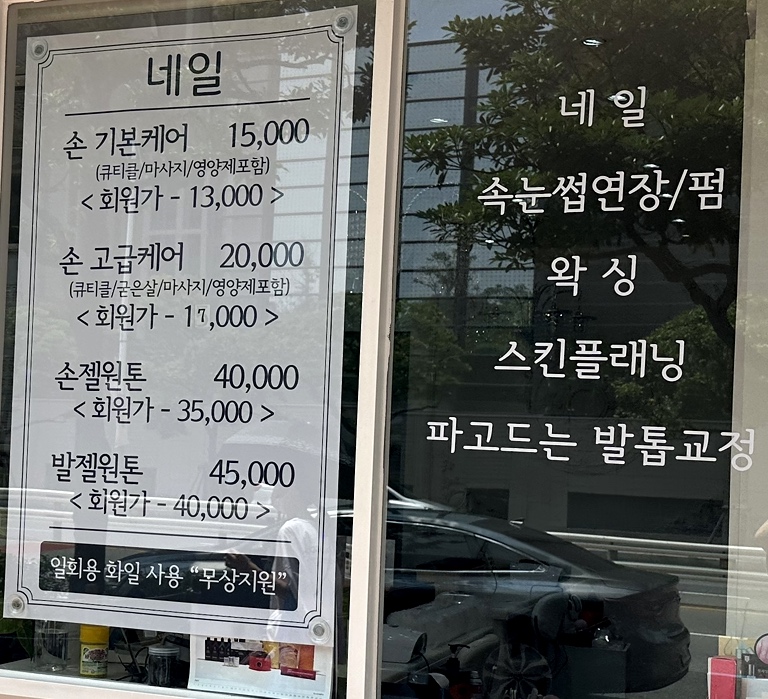 네일
손 기본케어 15,000
(큐티클/마사지/영양제포함)
< 회원가 - 13,000 >
손 고급케어 20,000
(큐티클/굳은살/마사지/영양제포함)
< 회원가 - 17,000 >
손젤원톤 40,000
< 회원가 - 35,000 >
발젤원톤 45,000
< 회원가 - 40,000 >
일회용 화일 사용 "무상지원"
네 일
속눈썹연장/펌
왁 싱
스킨플래닝
파고드는 발톱교정